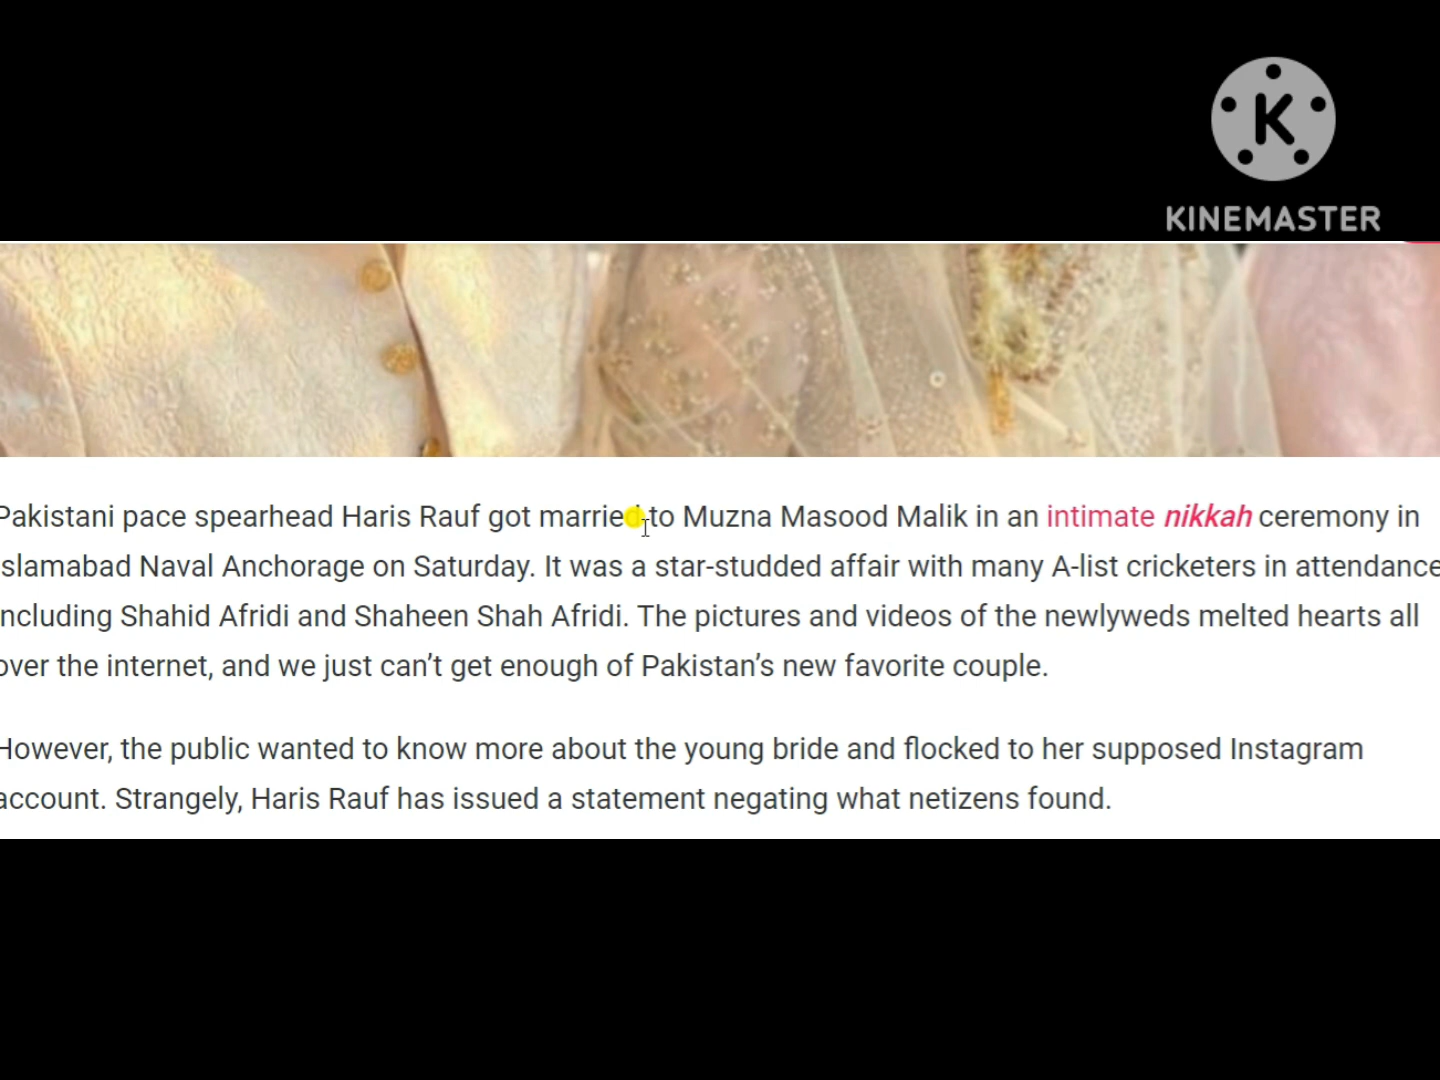 K
KINEMASTER
Pakistani pace spearhead Haris Rauf got married to Muzna Masood Malik in an intimate nikkah ceremony in
slamabad Naval Anchorage on Saturday. It was a star-studded affair with many A-list cricketers in attendance
ncluding Shahid Afridi and Shaheen Shah Afridi. The pictures and videos of the newlyweds melted hearts all
over the internet, and we just can’t get enough of Pakistan’s new favorite couple.
However, the public wanted to know more about the young bride and flocked to her supposed Instagram
account. Strangely, Haris Rauf has issued a statement negating what netizens found.